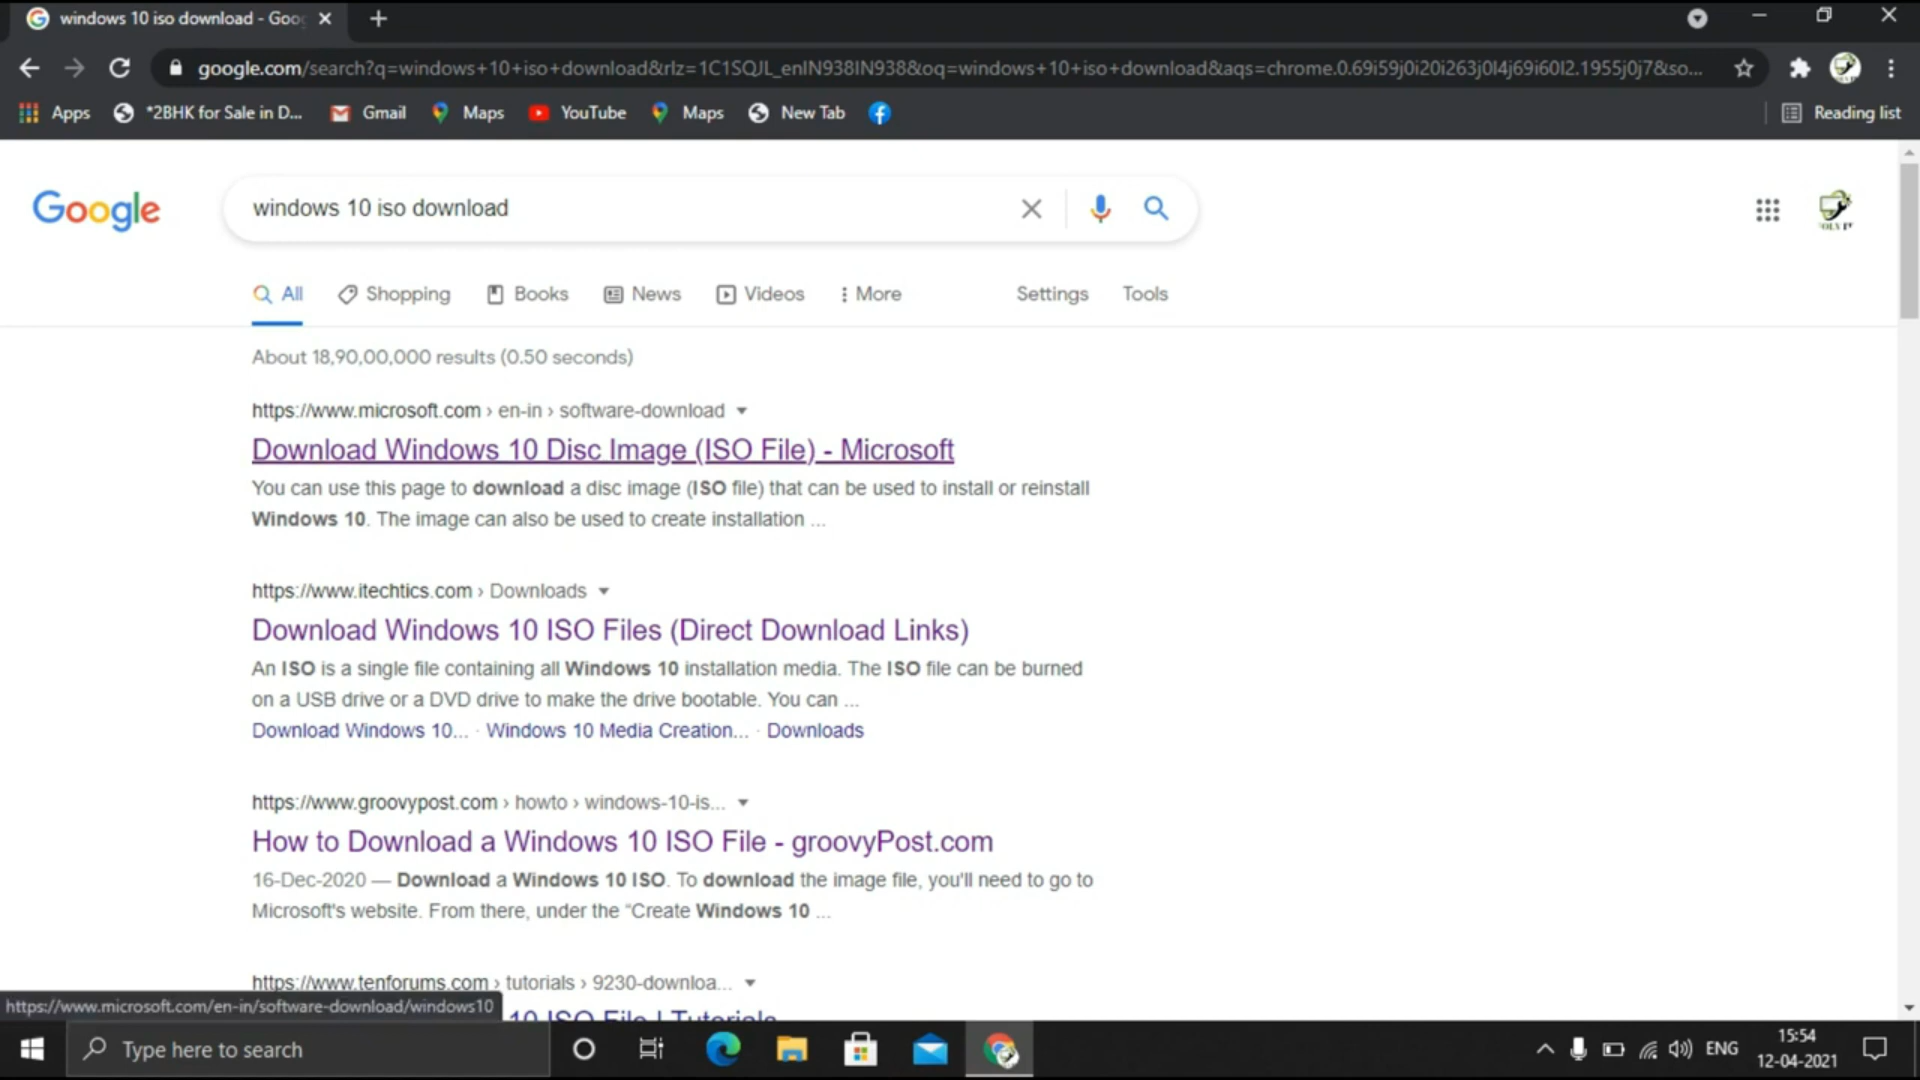 windows 10 iso download - Goo
google.com/search?q=windows+10+iso+download&rlz=1C1SQJL_enIN938IN938&oq=windows+10+iso+download&aqs=chrome.0.69i59j0i20i263j0l4j69i60l2.1955j0j7&so...
Apps *2BHK for Sale in D... Gmail Maps YouTube Maps New Tab Reading list
Google windows 10 iso download
All Shopping Books News Videos More Settings Tools
About 18,90,00,000 results (0.50 seconds)
https://www.microsoft.com › en-in › software-download
Download Windows 10 Disc Image (ISO File) - Microsoft
You can use this page to download a disc image (ISO file) that can be used to install or reinstall
Windows 10. The image can also be used to create installation ...
https://www.itechtics.com › Downloads
Download Windows 10 ISO Files (Direct Download Links)
An ISO is a single file containing all Windows 10 installation media. The ISO file can be burned
on a USB drive or a DVD drive to make the drive bootable. You can ...
Download Windows 10... · Windows 10 Media Creation... · Downloads
https://www.groovypost.com › howto › windows-10-is...
How to Download a Windows 10 ISO File - groovyPost.com
16-Dec-2020 — Download a Windows 10 ISO. To download the image file, you'll need to go to
Microsoft's website. From there, under the “Create Windows 10 ...
https://www.tenforums.com › tutorials › 9230-downloa...
https://www.microsoft.com/en-in/software-download/windows10
10 ISO File | Tutorials
Type here to search
ENG
15:54
12-04-2021